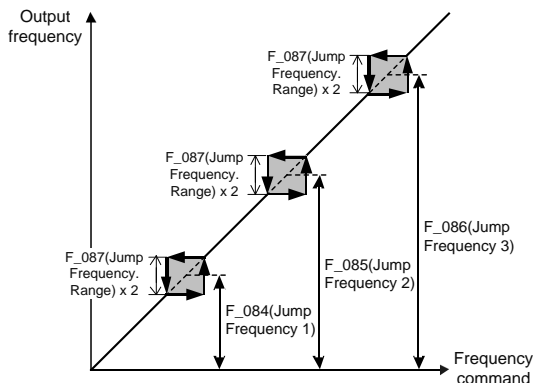 Output
frequency
F_087(Jump
Frequency.
Range) x 2
F_087(Jump
Frequency.
Range) x 2
F_086(Jump
Frequency 3)
F_087(Jump
Frequency.
Range) x 2
F_085(Jump
Frequency 2)
F_084(Jump
Frequency 1)
Frequency
command